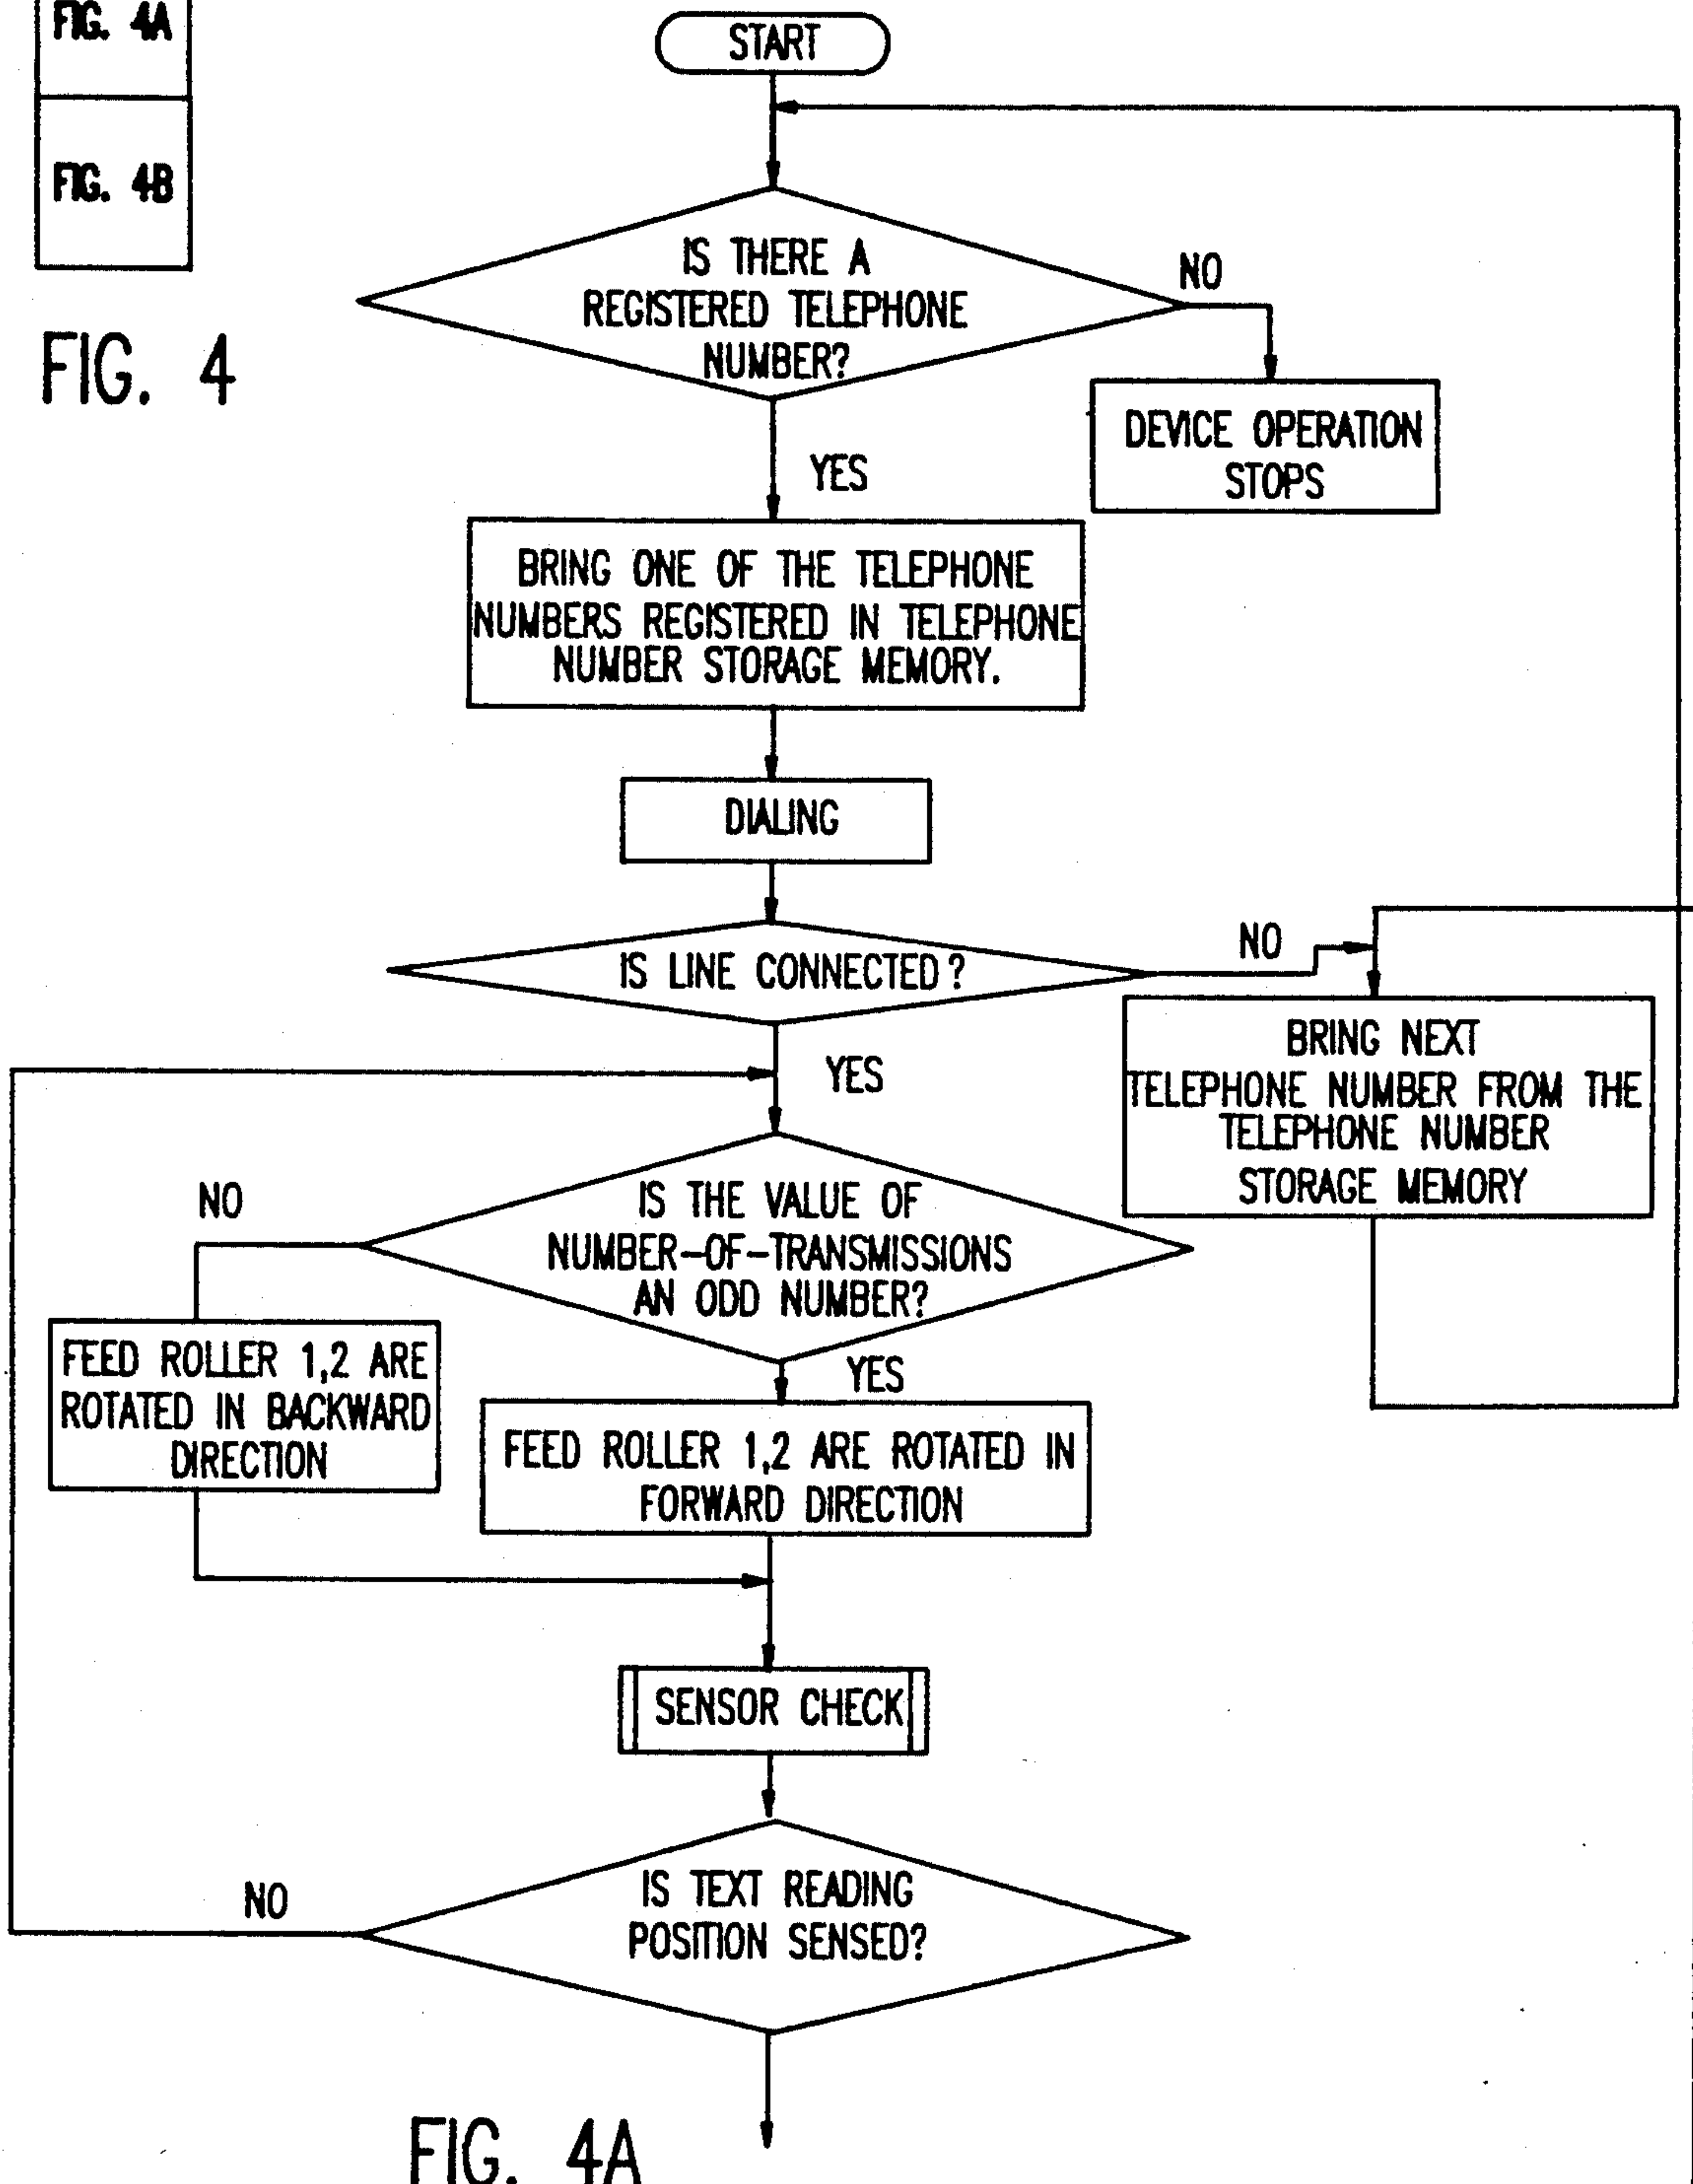 FIG. 4A
FIG. 4B
FIG. 4
START
IS THERE A
REGISTERED TELEPHONE
NUMBER?
NO
DEVICE OPERATION
STOPS
YES
BRING ONE OF THE TELEPHONE
NUMBERS REGISTERED IN TELEPHONE
NUMBER STORAGE MEMORY.
DIALING
IS LINE CONNECTED?
NO
BRING NEXT
TELEPHONE NUMBER FROM THE
TELEPHONE NUMBER
STORAGE MEMORY
YES
IS THE VALUE OF
NUMBER-OF-TRANSMISSIONS
AN ODD NUMBER?
NO
FEED ROLLER 1,2 ARE
ROTATED IN BACKWARD
DIRECTION
YES
FEED ROLLER 1,2 ARE ROTATED IN
FORWARD DIRECTION
SENSOR CHECK
IS TEXT READING
POSITION SENSED?
NO
FIG. 4A